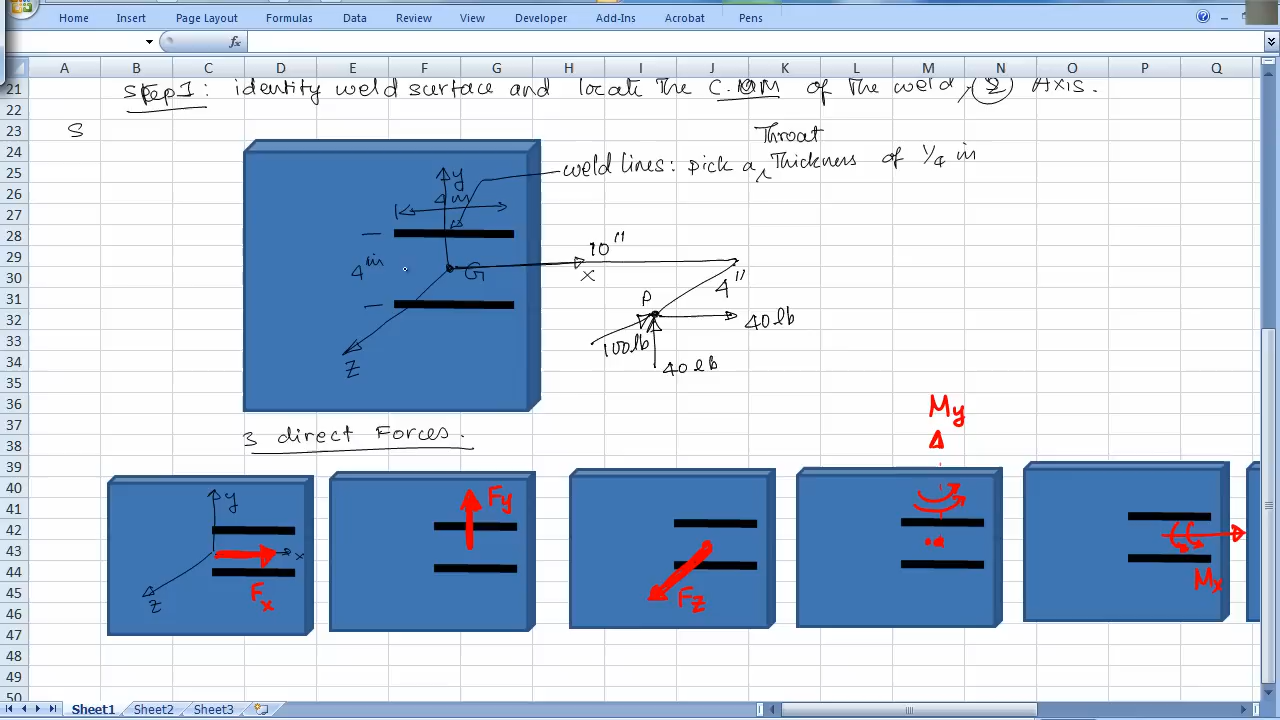 Home Insert Page Layout Formulas Data Review View Developer Add-Ins Acrobat Pens
fx
A B C D E F G H I J K L M N O P Q
21
22
23
24
25
26
27
28
29
30
31
32
33
34
35
36
37
38
39
40
41
42
43
44
45
46
47
48
49
50
Step 1: identity weld surface and locate the C.OM of the weld, 2 Axis.
S
Throat
weld lines: pick a Thickness of 1/4 in
y
4 in
4 in
G
x
10"
4"
P
40 lb
100 lb
40 lb
Z
3 direct Forces.
My
y
x
Z
Fx
Fy
Fz
Mx
Sheet1 Sheet2 Sheet3